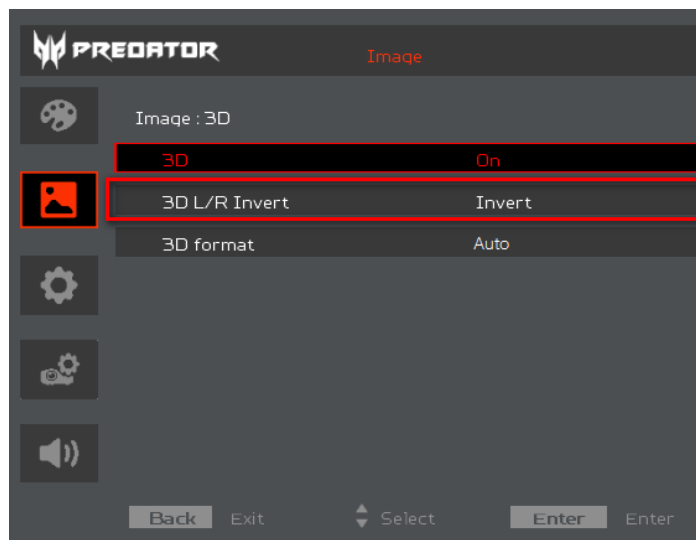 PREDATOR Image
Image : 3D
3D On
3D L/R Invert Invert
3D format Auto
Back Exit Select Enter Enter